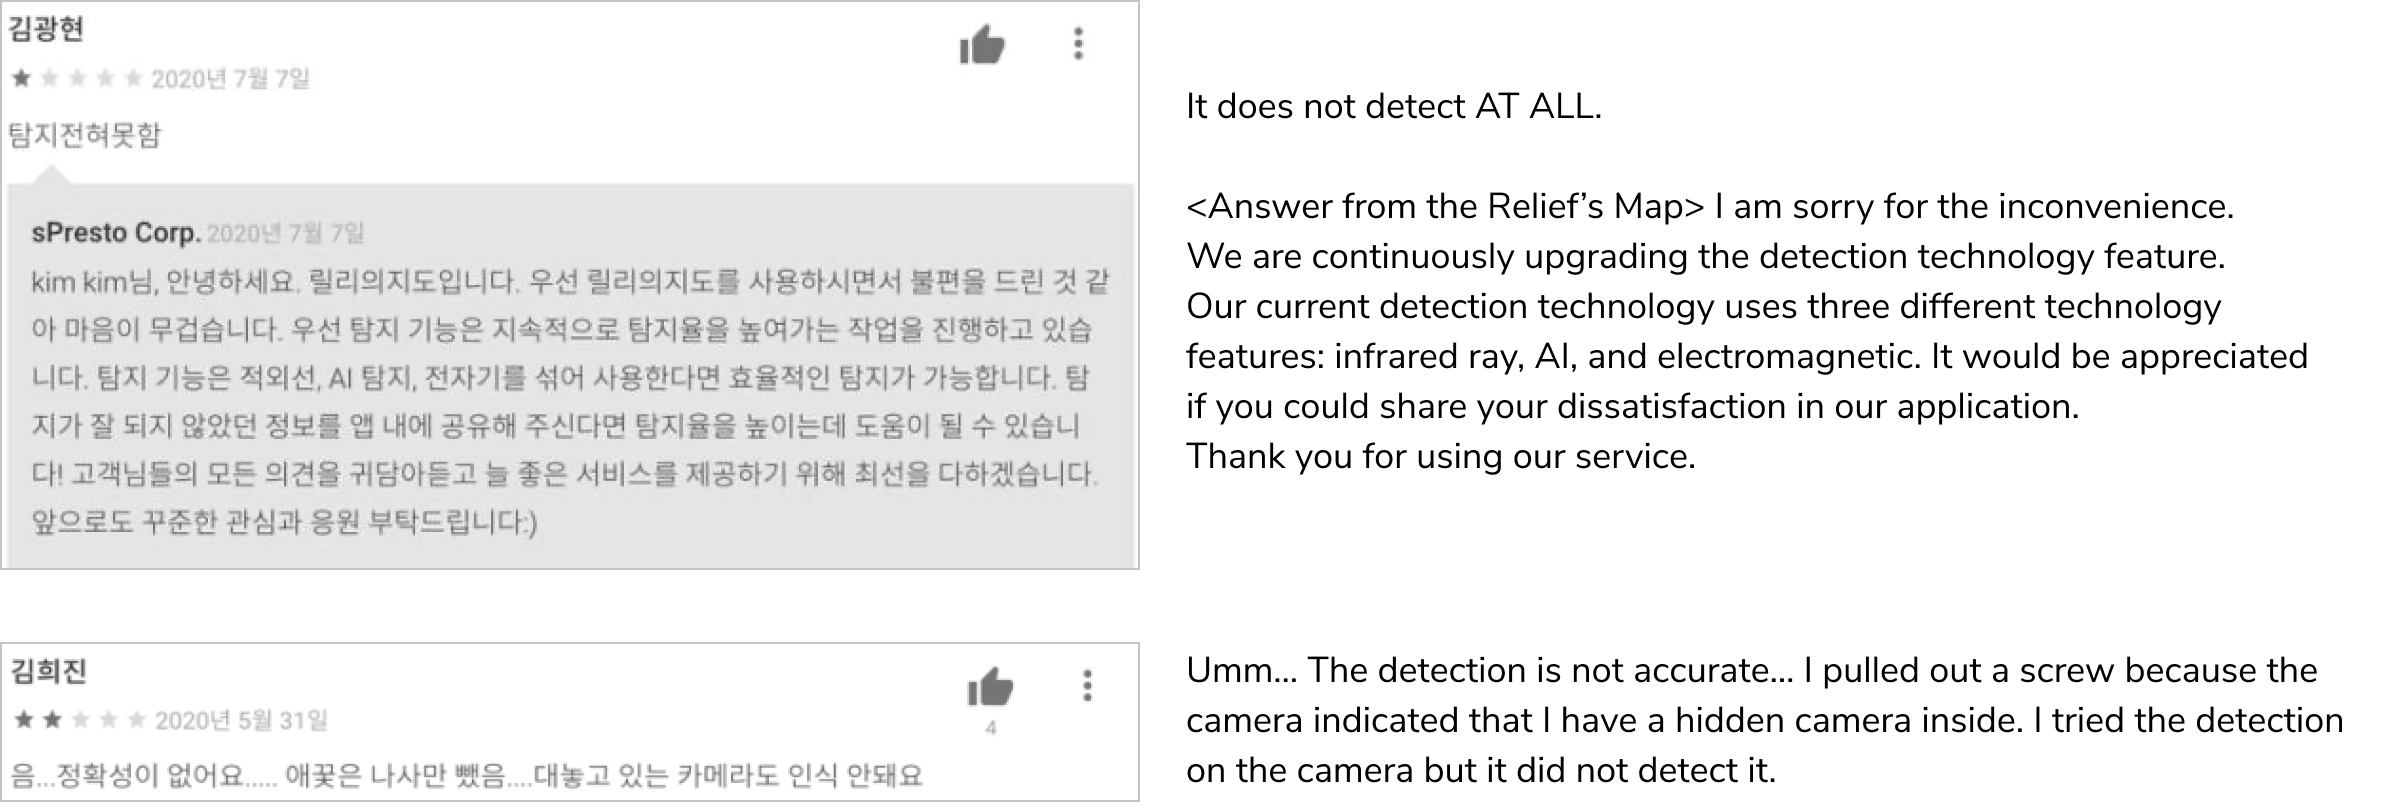 김광현
2020년 7월 7일
탐지전혀못함
sPresto Corp. 2020년 7월 7일
kim kim님, 안녕하세요. 릴리의지도입니다. 우선 릴리의지도를 사용하시면서 불편을 드린 것 같
아 마음이 무겁습니다. 우선 탐지 기능은 지속적으로 탐지율을 높여가는 작업을 진행하고 있습
니다. 탐지 기능은 적외선, AI 탐지, 전자기를 섞어 사용한다면 효율적인 탐지가 가능합니다. 탐
지가 잘 되지 않았던 정보를 앱 내에 공유해 주신다면 탐지율을 높이는데 도움이 될 수 있습니
다! 고객님들의 모든 의견을 귀담아듣고 늘 좋은 서비스를 제공하기 위해 최선을 다하겠습니다.
앞으로도 꾸준한 관심과 응원 부탁드립니다:)
It does not detect AT ALL.
<Answer from the Relief’s Map> I am sorry for the inconvenience.
We are continuously upgrading the detection technology feature.
Our current detection technology uses three different technology
features: infrared ray, AI, and electromagnetic. It would be appreciated
if you could share your dissatisfaction in our application.
Thank you for using our service.
김희진
2020년 5월 31일
4
음...정확성이 없어요..... 애꿎은 나사만 뺐음....대놓고 있는 카메라도 인식 안돼요
Umm... The detection is not accurate... I pulled out a screw because the
camera indicated that I have a hidden camera inside. I tried the detection
on the camera but it did not detect it.